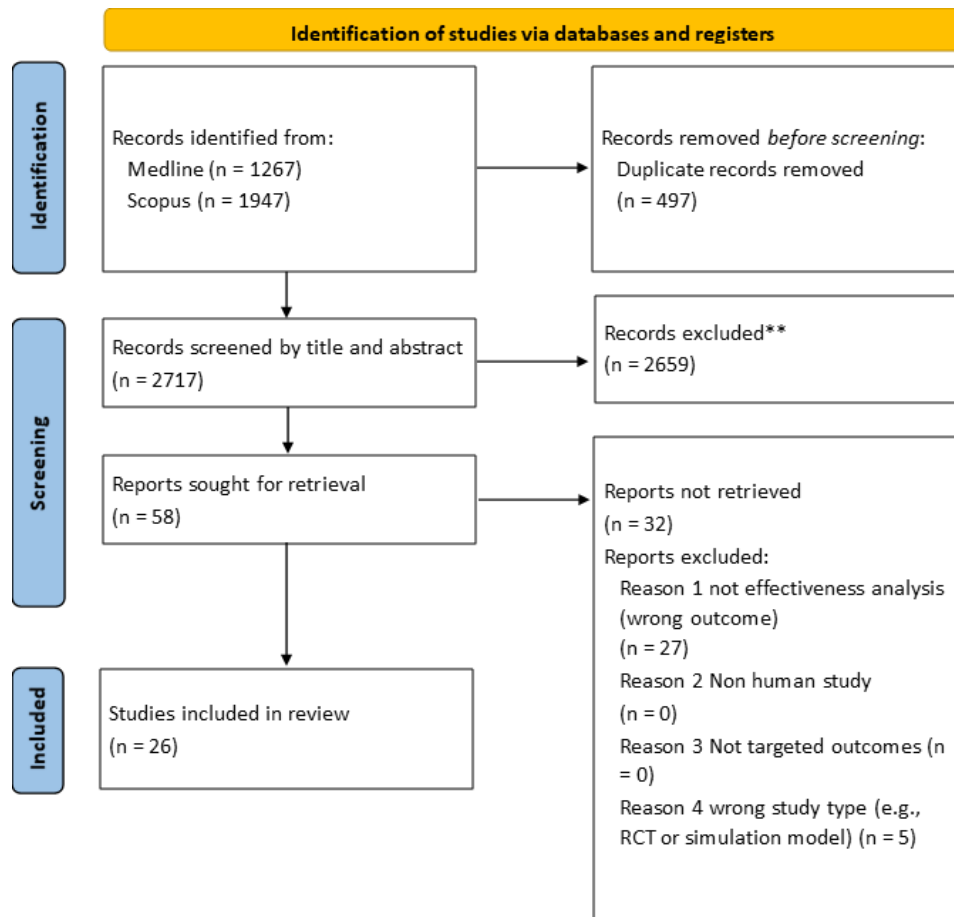 Identification of studies via databases and registers
Identification
Records identified from:
Medline (n = 1267)
Scopus (n = 1947)
Records removed before screening:
Duplicate records removed
(n = 497)
Screening
Records screened by title and abstract
(n = 2717)
Records excluded**
(n = 2659)
Reports sought for retrieval
(n = 58)
Reports not retrieved
(n = 32)
Reports excluded:
Reason 1 not effectiveness analysis
(wrong outcome)
(n = 27)
Reason 2 Non human study
(n = 0)
Reason 3 Not targeted outcomes (n
= 0)
Reason 4 wrong study type (e.g.,
RCT or simulation model) (n = 5)
Included
Studies included in review
(n = 26)